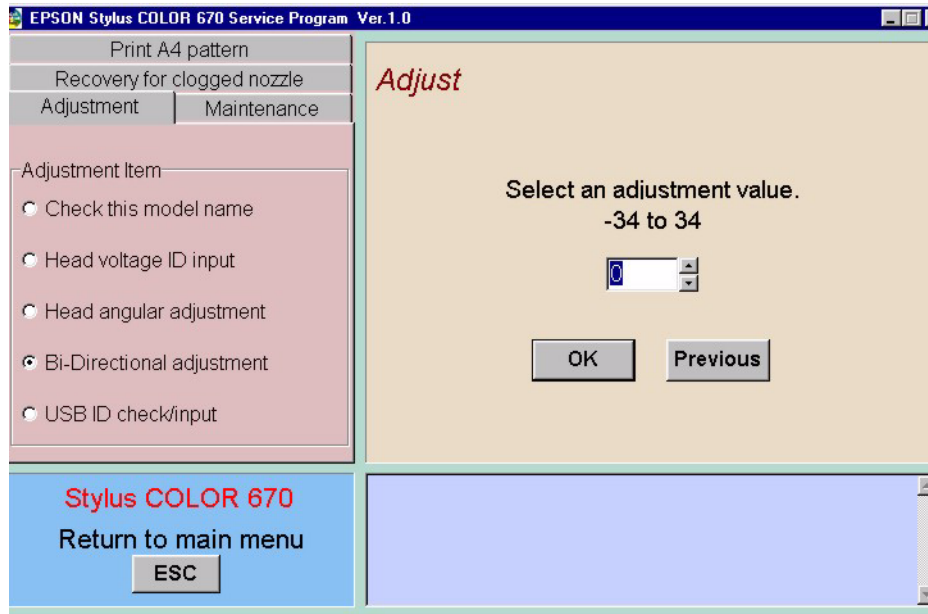 EPSON Stylus COLOR 670 Service Program Ver.1.0
Print A4 pattern
Recovery for clogged nozzle
Adjustment
Maintenance
Adjustment Item
Check this model name
Head voltage ID input
Head angular adjustment
Bi-Directional adjustment
USB ID check/input
Adjust
Select an adjustment value.
-34 to 34
0
OK
Previous
Stylus COLOR 670
Return to main menu
ESC